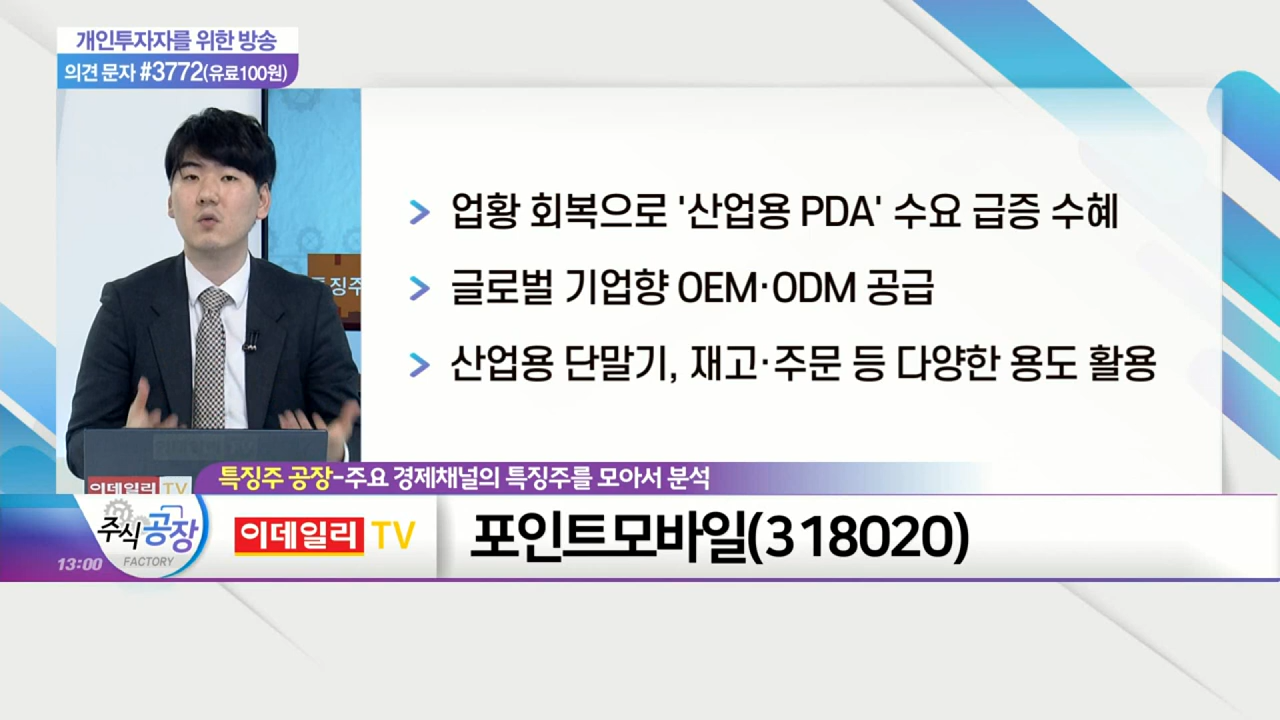 개인투자자를 위한 방송
의견 문자 #3772(유료100원)
업황 회복으로 '산업용 PDA' 수요 급증 수혜
글로벌 기업향 OEM·ODM 공급
산업용 단말기, 재고·주문 등 다양한 용도 활용
징주
이데일리 TV
특징주 공장-주요 경제채널의 특징주를 모아서 분석
주식공장
FACTORY
13:00
이데일리 TV
포인트모바일(318020)